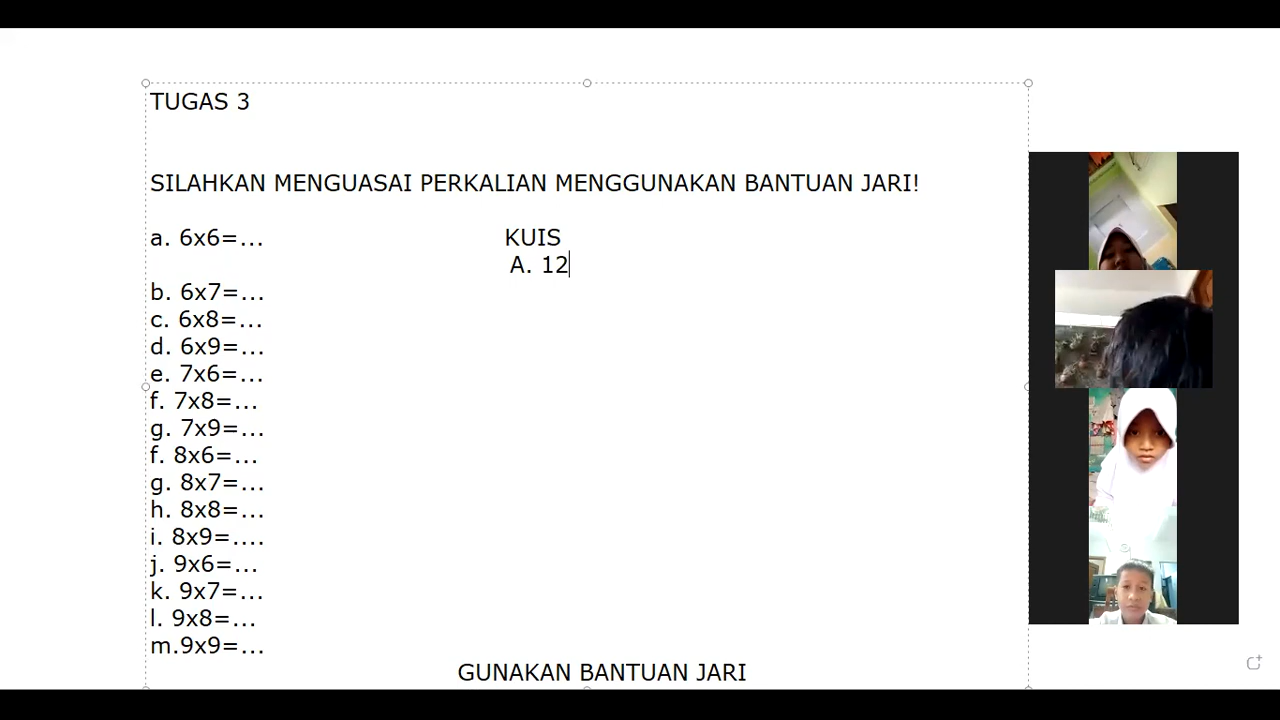 TUGAS 3
SILAHKAN MENGUASAI PERKALIAN MENGGUNAKAN BANTUAN JARI!
a. 6x6=... KUIS
A. 12
b. 6x7=...
c. 6x8=...
d. 6x9=...
e. 7x6=...
f. 7x8=...
g. 7x9=...
f. 8x6=...
g. 8x7=...
h. 8x8=...
i. 8x9=....
j. 9x6=...
k. 9x7=...
l. 9x8=...
m.9x9=...
GUNAKAN BANTUAN JARI